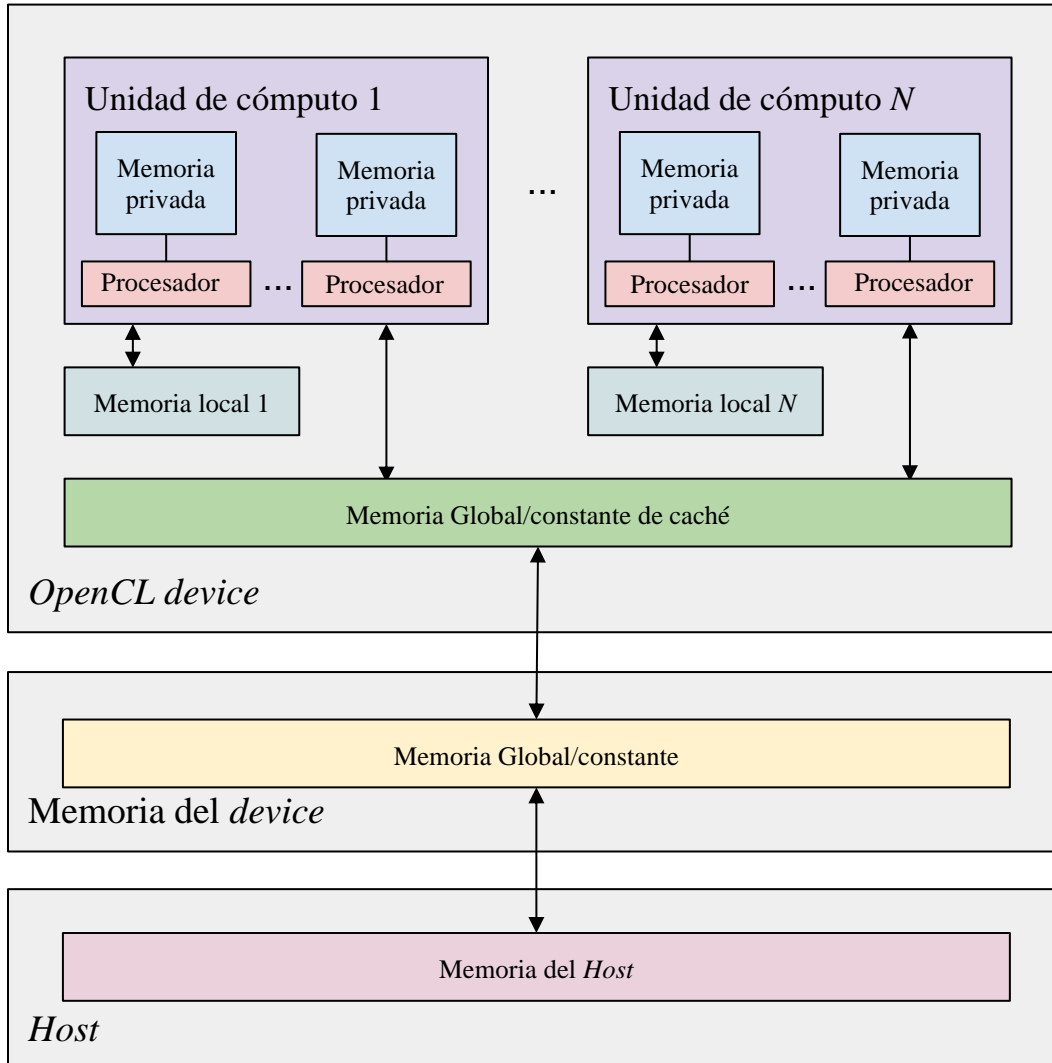 Unidad de cómputo 1
Memoria
privada
Memoria
privada
Procesador
...
Procesador
...
Unidad de cómputo N
Memoria
privada
Memoria
privada
Procesador
...
Procesador
Memoria local 1
Memoria local N
Memoria Global/constante de caché
OpenCL device
Memoria Global/constante
Memoria del device
Memoria del Host
Host